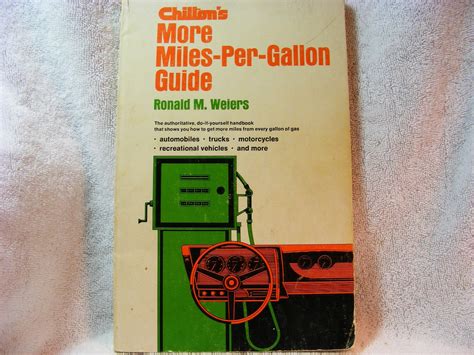 Chilton's
More
Miles-Per-Gallon
Guide
Ronald M. Weiers
The authoritative, do-it-yourself handbook
that shows you how to get more miles from every gallon of gas
• automobiles • trucks • motorcycles
• recreational vehicles • and more